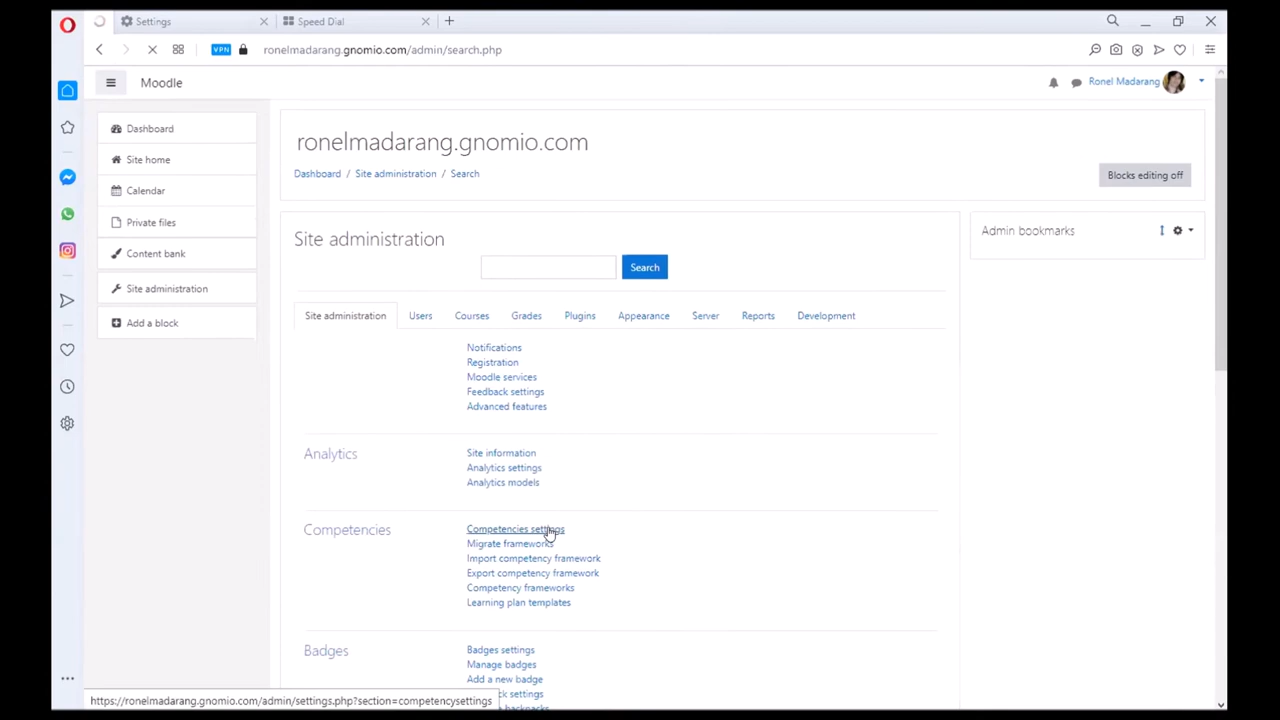 Settings
Speed Dial
VPN
ronelmadarang.gnomio.com/admin/search.php
Moodle
Ronel Madarang
Dashboard
Site home
Calendar
Private files
Content bank
Site administration
Add a block
ronelmadarang.gnomio.com
Dashboard / Site administration / Search
Blocks editing off
Site administration
Search
Admin bookmarks
Site administration Users Courses Grades Plugins Appearance Server Reports Development
Notifications
Registration
Moodle services
Feedback settings
Advanced features
Analytics
Site information
Analytics settings
Analytics models
Competencies
Competencies settings
Migrate frameworks
Import competency framework
Export competency framework
Competency frameworks
Learning plan templates
Badges
Badges settings
Manage badges
Add a new badge
settings
https://ronelmadarang.gnomio.com/admin/settings.php?section=competencysettings